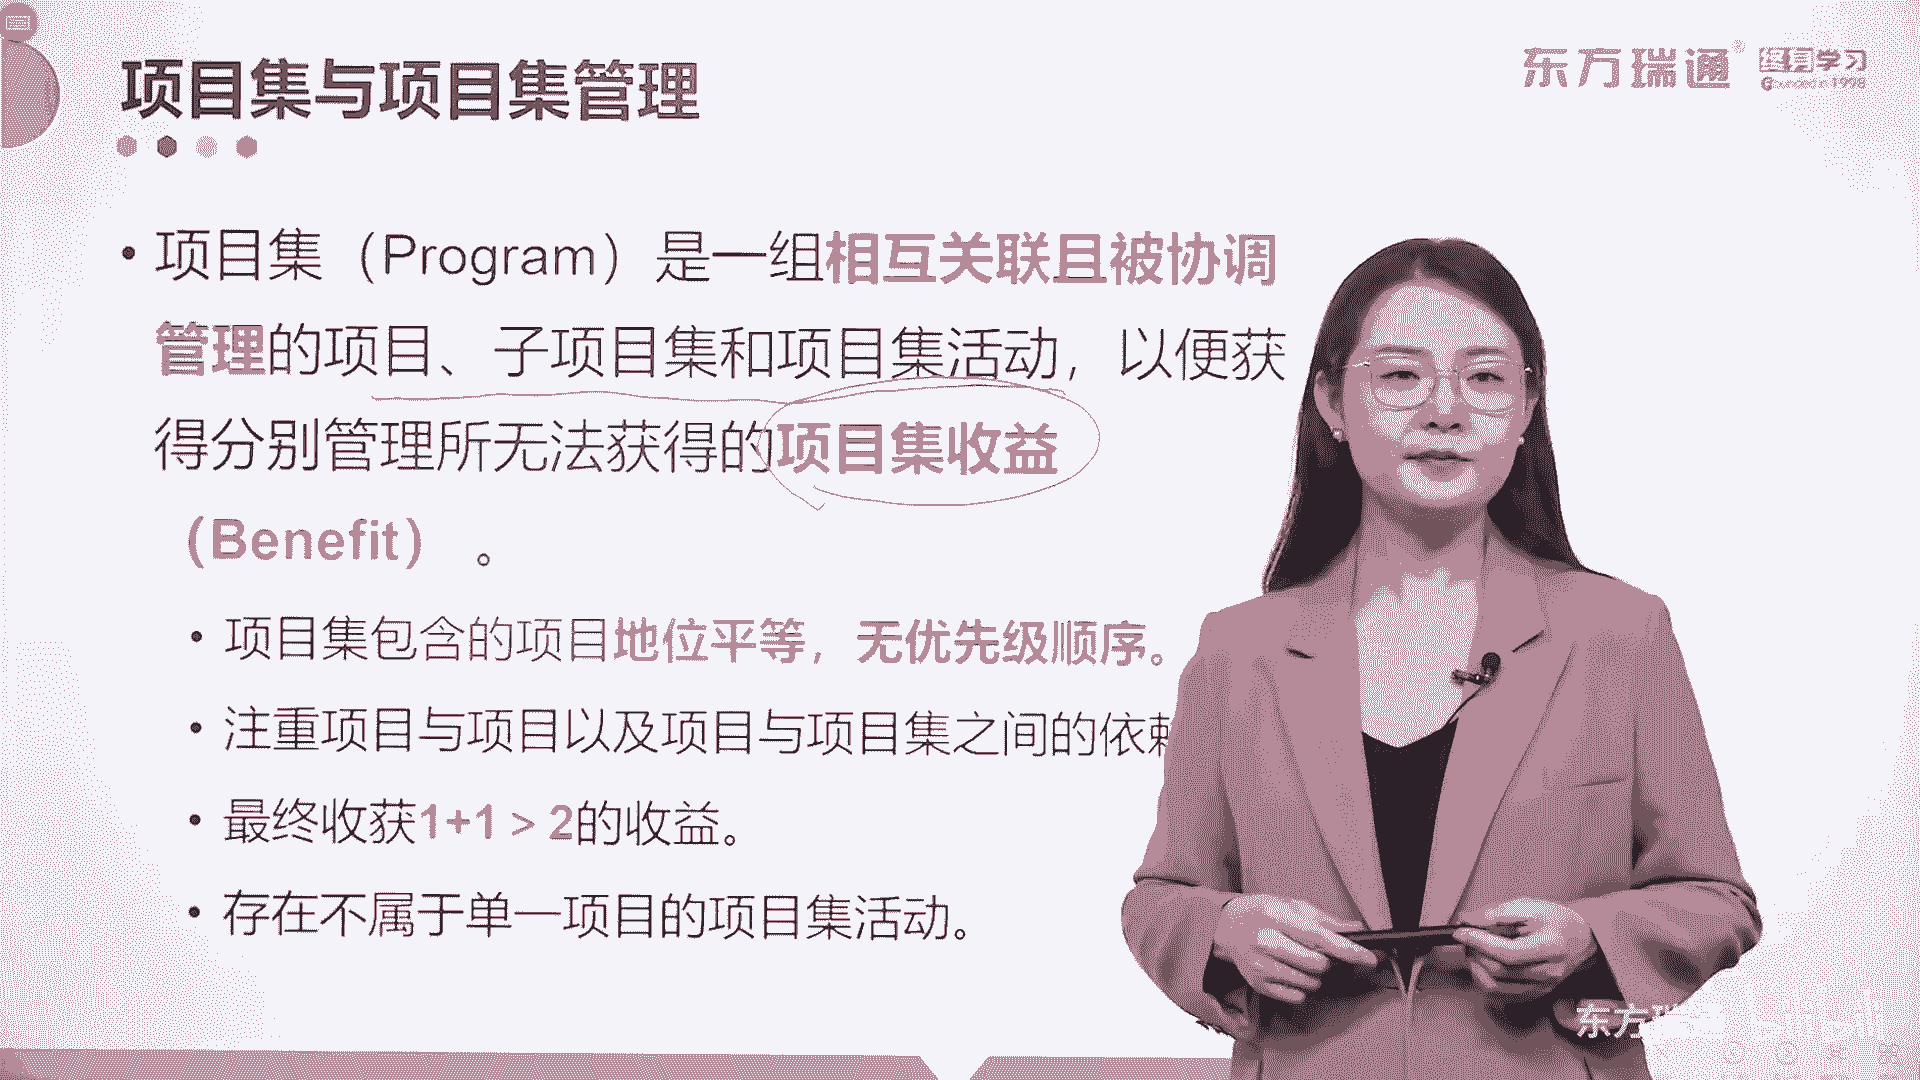 项目集与项目集管理
东方瑞通® 终身学习
Founded in 1998
•项目集（Program）是一组相互关联且被协调
管理的项目、子项目集和项目集活动，以便获
得分别管理所无法获得的项目集收益
（Benefit） 。
•项目集包含的项目地位平等，无优先级顺序。
•注重项目与项目以及项目与项目集之间的依赖
•最终收获1+1＞2的收益。
•存在不属于单一项目的项目集活动。
东方瑞